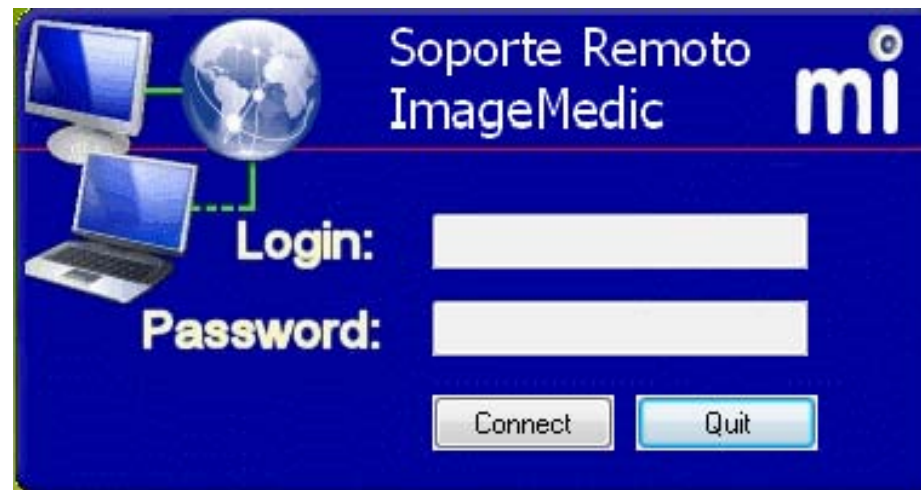 Soporte Remoto
ImageMedic
mi
Login:
Password:
Connect
Quit